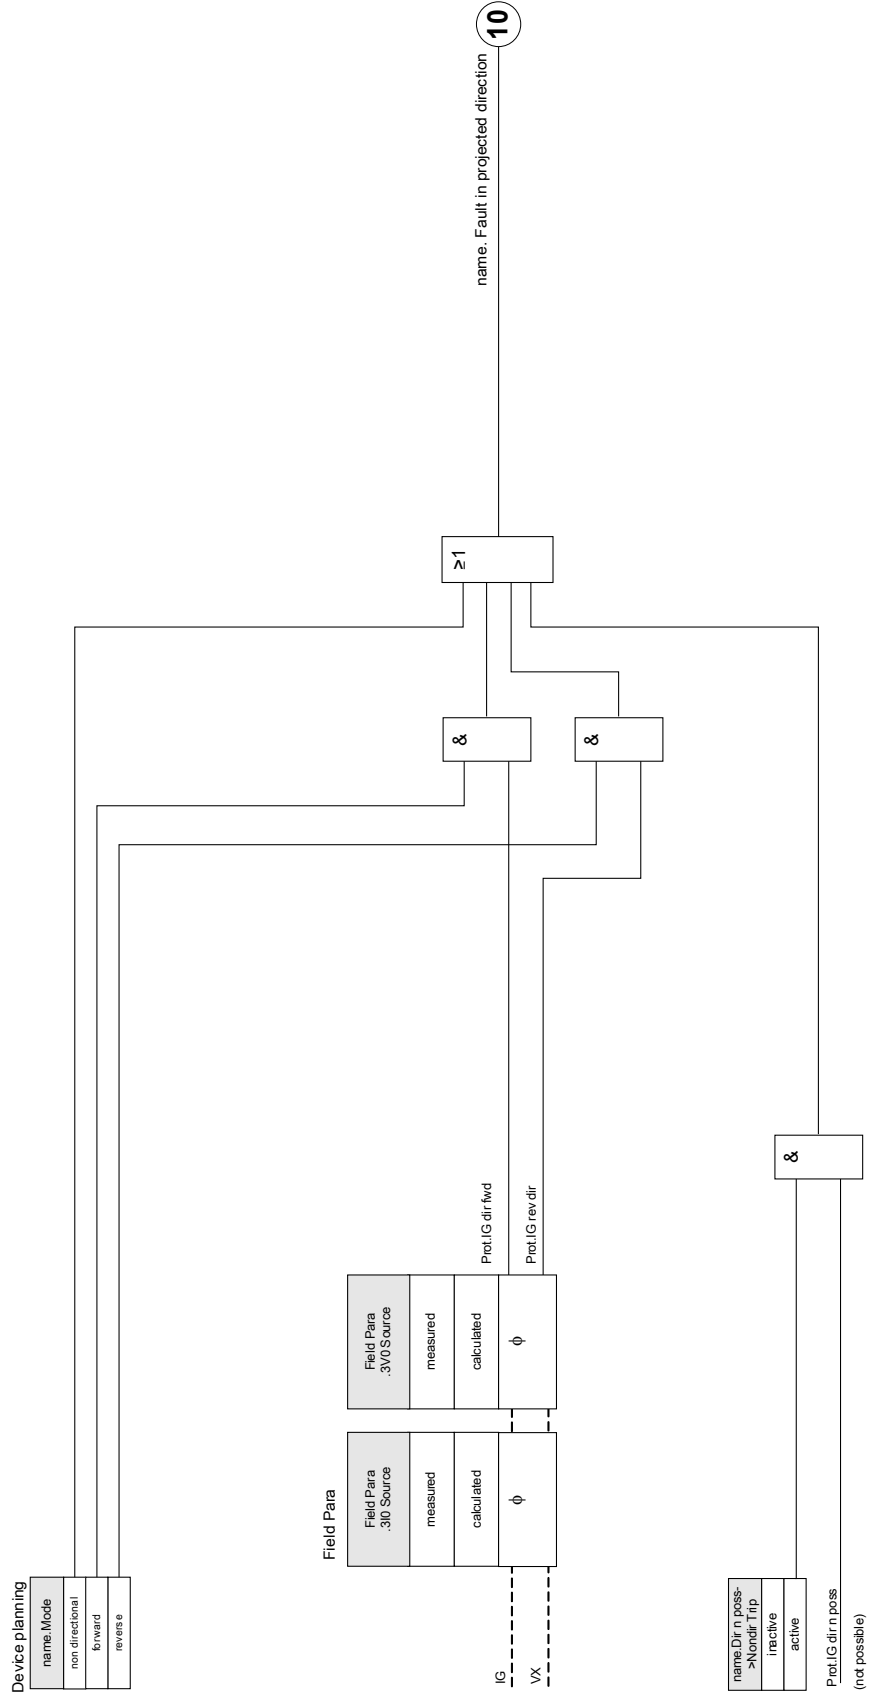 Device planning
name.Mode
non directional
forward
reverse
Field Para
Field Para
.3I0 Source
measured
calculated
ϕ
Field Para
.3V0 Source
measured
calculated
ϕ
IG
VX
Prot.IG dir fwd
Prot.IG rev dir
name.Dir n poss-
>Nondir Trip
inactive
active
Prot.IG dir n poss
(not possible)
&
&
&
≥1
name. Fault in projected direction
10